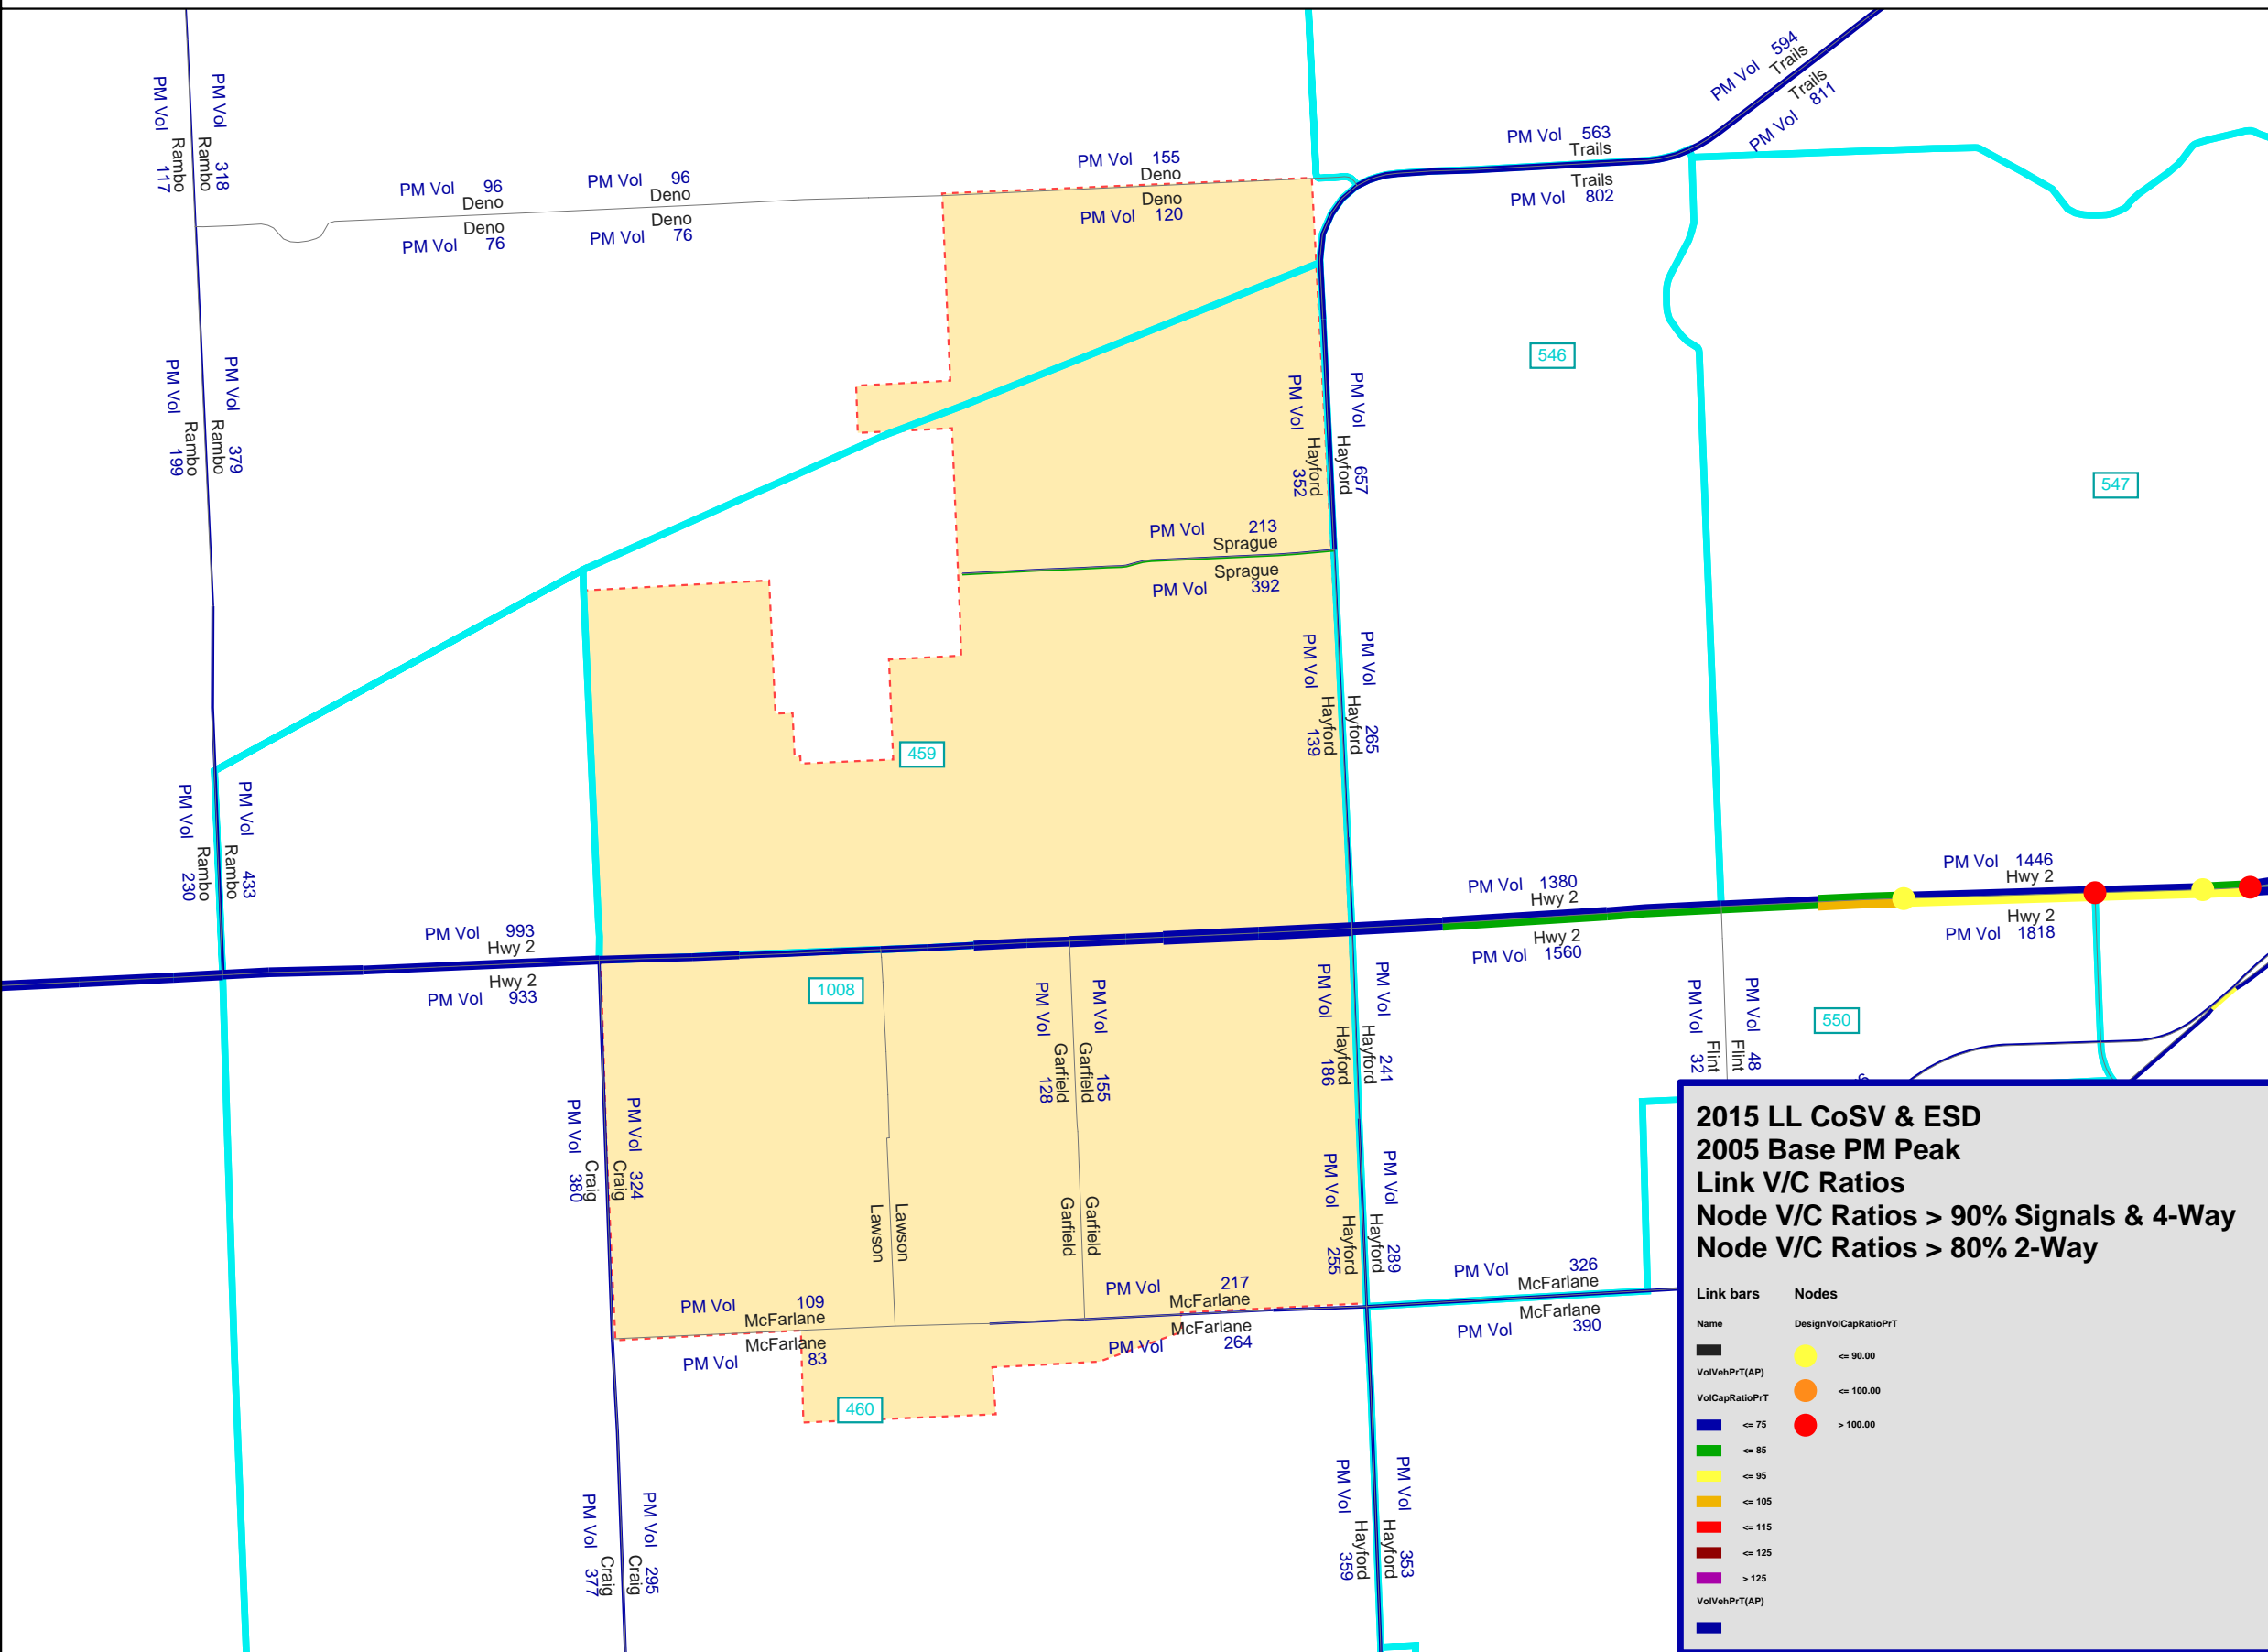 PM Vol 594
Trails
Trails
PM Vol 811
PM Vol 318
Rambo
Rambo
PM Vol 117
PM Vol 563
Trails
Trails
PM Vol 802
PM Vol 155
Deno
Deno
PM Vol 120
PM Vol 96
Deno
Deno
PM Vol 76
PM Vol 96
Deno
Deno
PM Vol 76
546
PM Vol 379
Rambo
Rambo
PM Vol 199
PM Vol 657
Hayford
Hayford
PM Vol 352
547
PM Vol 213
Sprague
Sprague
PM Vol 392
PM Vol 265
Hayford
Hayford
PM Vol 139
459
PM Vol 433
Rambo
Rambo
PM Vol 230
PM Vol 1380
Hwy 2
Hwy 2
PM Vol 1560
PM Vol 1446
Hwy 2
Hwy 2
PM Vol 1818
PM Vol 993
Hwy 2
Hwy 2
PM Vol 933
1008
550
PM Vol 155
Garfield
Garfield
PM Vol 128
PM Vol 241
Hayford
Hayford
PM Vol 186
PM Vol 48
Flint
Flint
PM Vol 32
PM Vol 324
Craig
Craig
PM Vol 380
Lawson
Lawson
Garfield
Garfield
PM Vol 289
Hayford
Hayford
PM Vol 255
PM Vol 109
McFarlane
McFarlane
PM Vol 83
PM Vol 217
McFarlane
McFarlane
PM Vol 264
PM Vol 326
McFarlane
McFarlane
PM Vol 390
460
PM Vol 295
Craig
Craig
PM Vol 377
PM Vol 353
Hayford
Hayford
PM Vol 359
2015 LL CoSV & ESD
2005 Base PM Peak
Link V/C Ratios
Node V/C Ratios > 90% Signals & 4-Way
Node V/C Ratios > 80% 2-Way
Link bars
Name
VolVehPrT(AP)
VolCapRatioPrT
<= 75
<= 85
<= 95
<= 105
<= 115
<= 125
> 125
VolVehPrT(AP)
Nodes
DesignVolCapRatioPrT
<= 90.00
<= 100.00
> 100.00